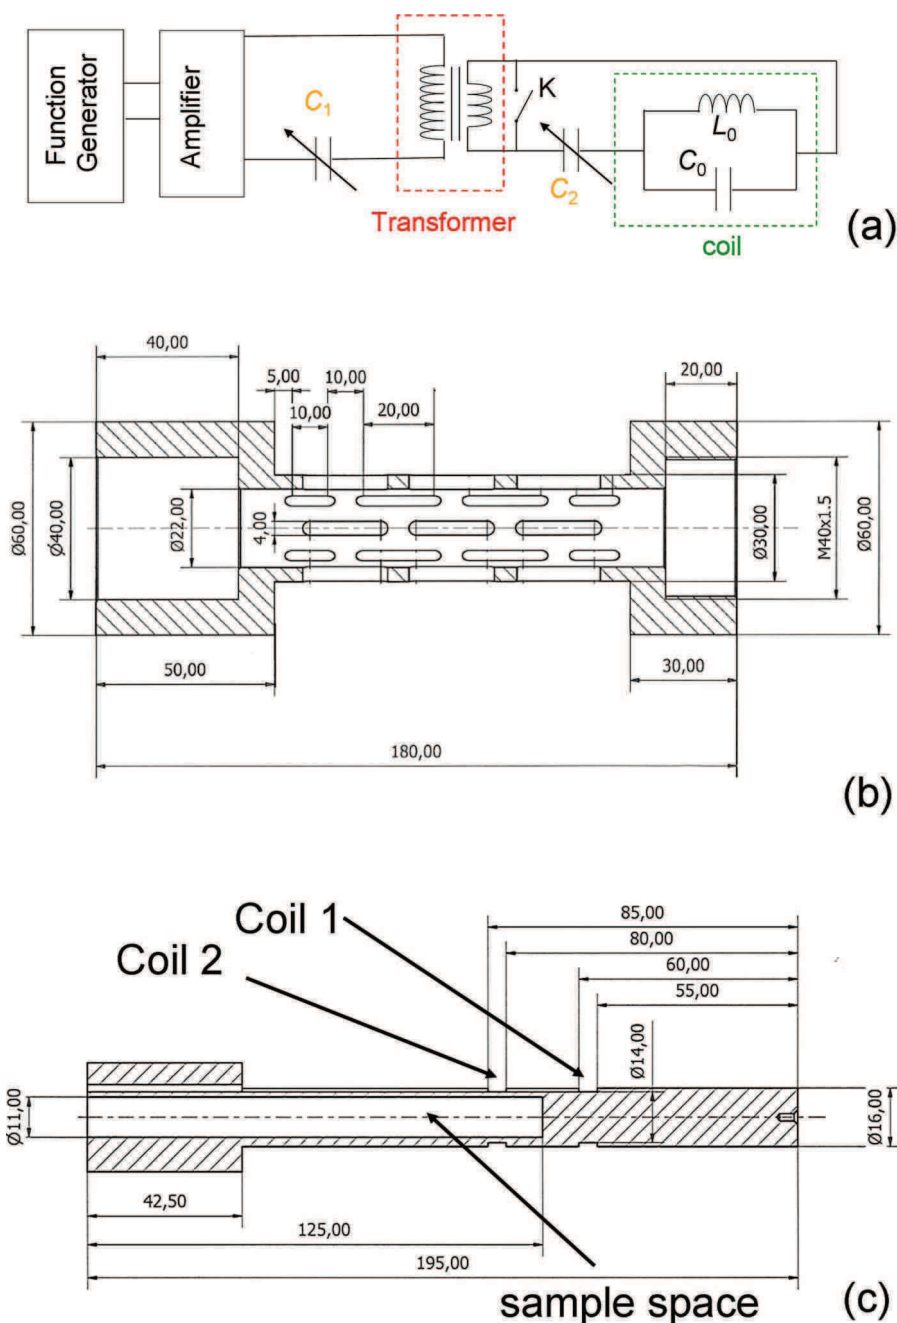 Function
Generator
Amplifier
C1
Transformer
K
C2
L0
C0
coil
(a)
40,00
5,00
10,00
10,00
20,00
20,00
Ø60,00
Ø40,00
Ø22,00
4,00
Ø30,00
M40x1.5
Ø60,00
50,00
30,00
180,00
(b)
Coil 1
Coil 2
85,00
80,00
60,00
55,00
Ø14,00
Ø11,00
Ø16,00
42,50
125,00
195,00
sample space
(c)